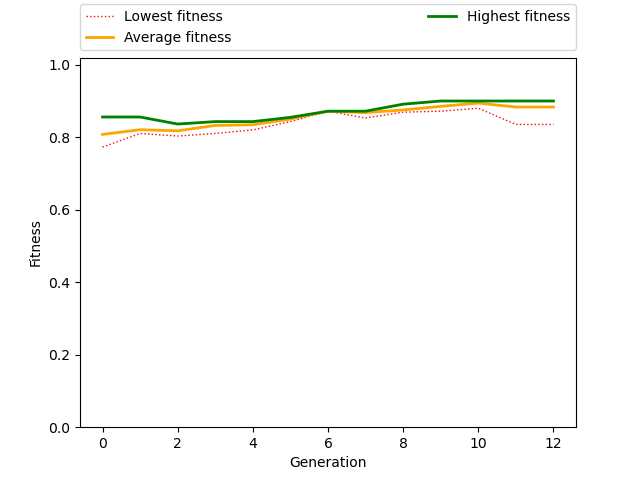 Lowest fitness
Average fitness
Highest fitness
1.0
0.8
0.6
0.4
0.2
0.0
Fitness
0 2 4 6 8 10 12
Generation